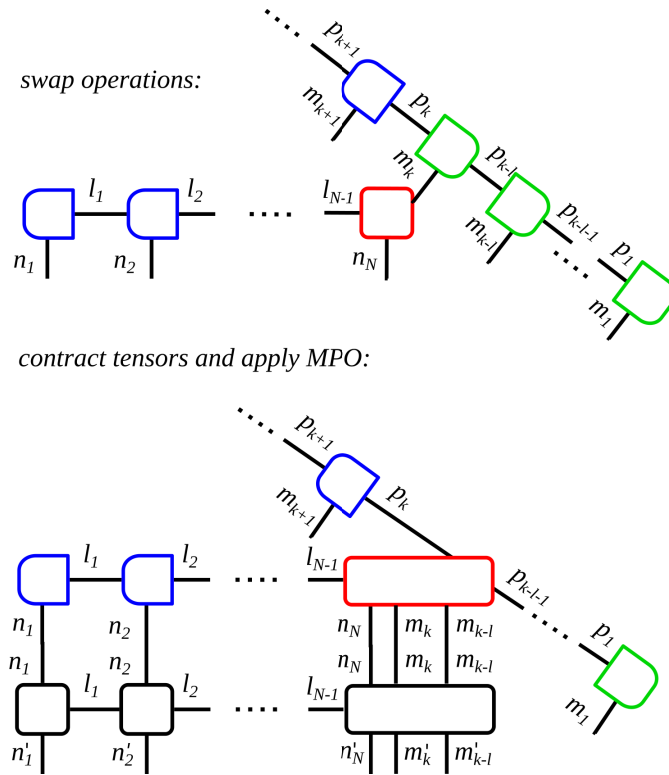 p_{k+1}
swap operations:
m_{k+1}
p_k
m_k
p_{k-l}
l_1
l_2
l_{N-1}
p_{k-l-1}
m_{k-l}
p_1
n_1
n_2
n_N
m_1
contract tensors and apply MPO:
p_{k+1}
p_k
m_{k+1}
l_1
l_2
l_{N-1}
p_{k-l-1}
n_1
n_2
n_N
m_k
m_{k-l}
p_1
n_1
n_2
n_N
m_k
m_{k-l}
l_1
l_2
l_{N-1}
m_1
n'_1
n'_2
n'_N
m'_k
m'_{k-l}